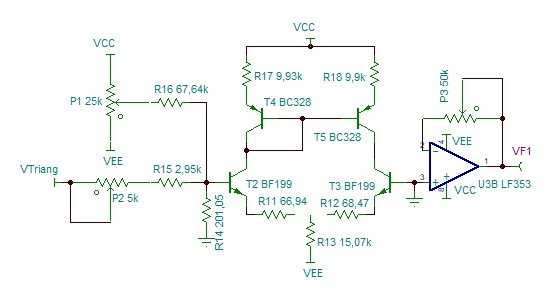 VCC
VCC
R17 9,93k
R18 9,9k
P3 50k
R16 67,64k
P1 25k
T4 BC328
T5 BC328
VEE
VEE
VF1
2
4
1
3
8
VCC
U3B LF353
VTriang
R15 2,95k
P2 5k
T2 BF199
T3 BF199
R11 66,94
R12 68,47
R14 201,05
R13 15,07k
VEE